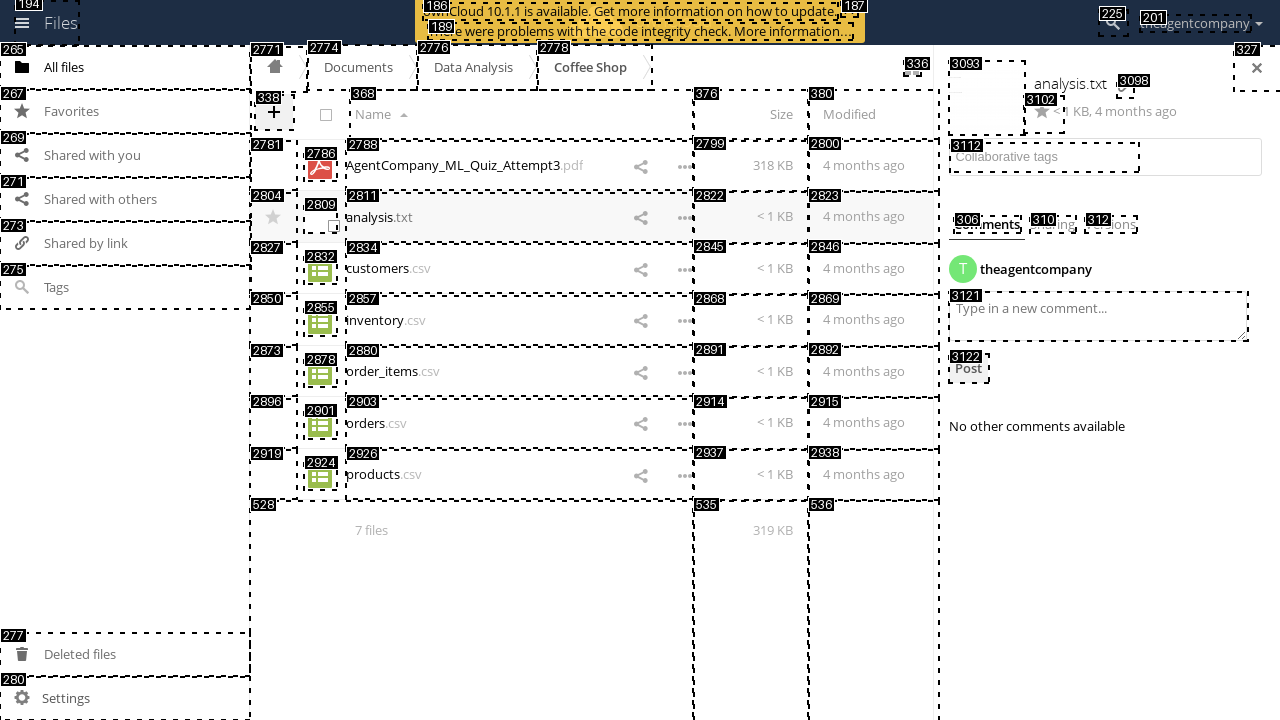 194
Files
186
187
ownCloud 10.1.1 is available. Get more information on how to update.
189
There were problems with the code integrity check. More information…
225
201
theagentcompany
265
All files
267
Favorites
269
Shared with you
271
Shared with others
273
Shared by link
275
Tags
277
Deleted files
280
Settings
2771
2774
Documents
2776
Data Analysis
2778
Coffee Shop
336
327
338
+
368
Name
376
Size
380
Modified
2781
2786
2788
AgentCompany_ML_Quiz_Attempt3.pdf
2799
318 KB
2800
4 months ago
2804
2809
2811
analysis.txt
2822
< 1 KB
2823
4 months ago
2827
2832
2834
customers.csv
2845
< 1 KB
2846
4 months ago
2850
2855
2857
inventory.csv
2868
< 1 KB
2869
4 months ago
2873
2878
2880
order_items.csv
2891
< 1 KB
2892
4 months ago
2896
2901
2903
orders.csv
2914
< 1 KB
2915
4 months ago
2919
2924
2926
products.csv
2937
< 1 KB
2938
4 months ago
528
7 files
535
319 KB
536
3093
analysis.txt
3098
3102
< 1 KB, 4 months ago
3112
Collaborative tags
306
Comments
310
Sharing
312
Versions
T
theagentcompany
3121
Type in a new comment...
3122
Post
No other comments available